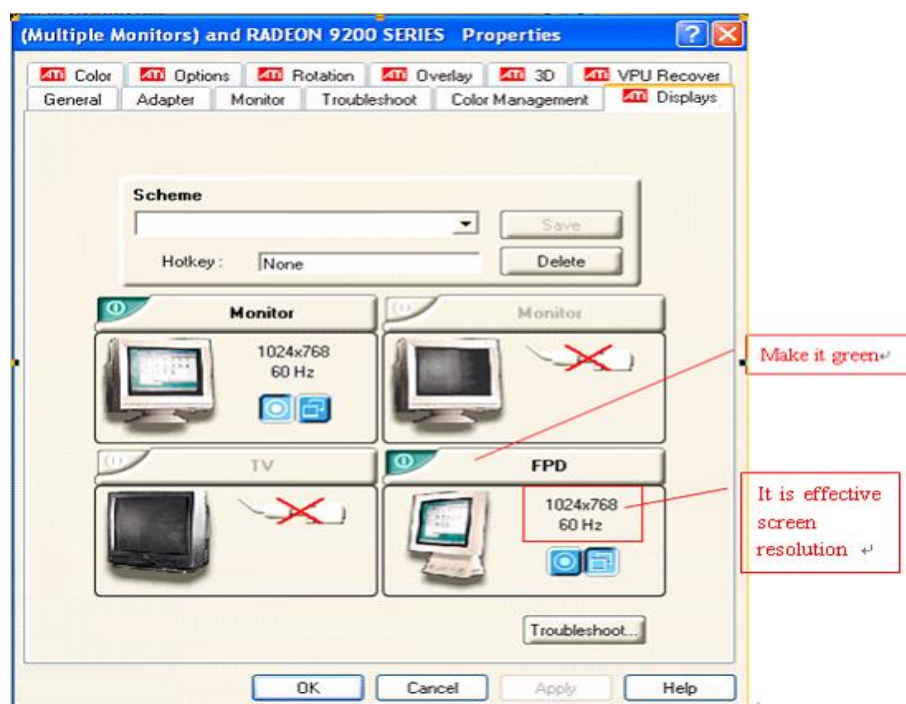 (Multiple Monitors) and RADEON 9200 SERIES Properties
ATI Color ATI Options ATI Rotation ATI Overlay ATI 3D ATI VPU Recover
General Adapter Monitor Troubleshoot Color Management ATI Displays
Scheme
Save
Hotkey: None Delete
Monitor Monitor
1024x768
60 Hz
Make it green
TV FPD
1024x768
60 Hz
It is effective
screen
resolution
Troubleshoot...
OK Cancel Apply Help